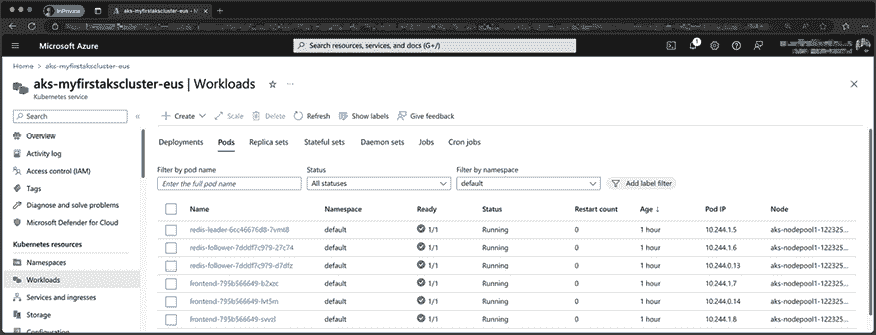 InPrivate
aks-myfirstakscluster-eus - M
Microsoft Azure
Search resources, services, and docs (G+/)
1
Home > aks-myfirstakscluster-eus
aks-myfirstakscluster-eus | Workloads
Kubernetes service
Search
Create Scale Delete Refresh Show labels Give feedback
Overview
Activity log
Access control (IAM)
Tags
Diagnose and solve problems
Microsoft Defender for Cloud
Kubernetes resources
Namespaces
Workloads
Services and ingresses
Storage
Configuration
Deployments Pods Replica sets Stateful sets Daemon sets Jobs Cron jobs
Filter by pod name Status Filter by namespace
Enter the full pod name All statuses default Add label filter
Name Namespace Ready Status Restart count Age ↓ Pod IP Node
redis-leader-6cc46676d8-7vmt8 default 1/1 Running 0 1 hour 10.244.1.5 aks-nodepool1-122325...
redis-follower-7dddf7c979-27c74 default 1/1 Running 0 1 hour 10.244.1.6 aks-nodepool1-122325...
redis-follower-7dddf7c979-d7dfz default 1/1 Running 0 1 hour 10.244.0.13 aks-nodepool1-122325...
frontend-795b566649-b2xzc default 1/1 Running 0 1 hour 10.244.1.7 aks-nodepool1-122325...
default 1/1 Running 0 1 hour 10.244.0.14 aks-nodepool1-122325...
default 1/1 Running 0 1 hour 10.244.1.8 aks-nodepool1-122325...